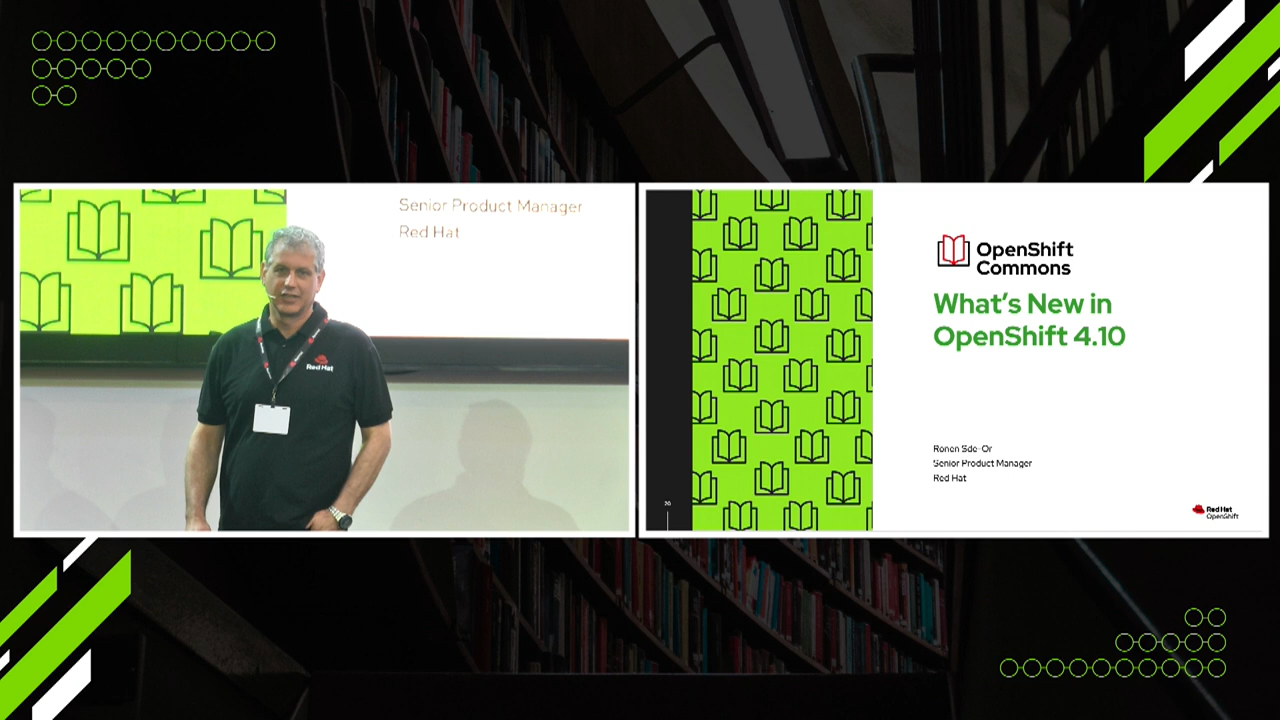 Senior Product Manager
Red Hat
Red Hat
OpenShift
Commons
What's New in
OpenShift 4.10
Ronen Sde-Or
Senior Product Manager
Red Hat
20
Red Hat
OpenShift